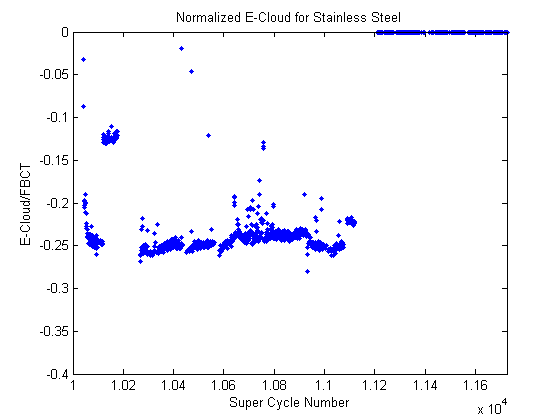 Normalized E-Cloud for Stainless Steel
0
-0.05
-0.1
-0.15
-0.2
-0.25
-0.3
-0.35
-0.4
E-Cloud/FBCT
1 1.02 1.04 1.06 1.08 1.1 1.12 1.14 1.16
Super Cycle Number
x 10^4